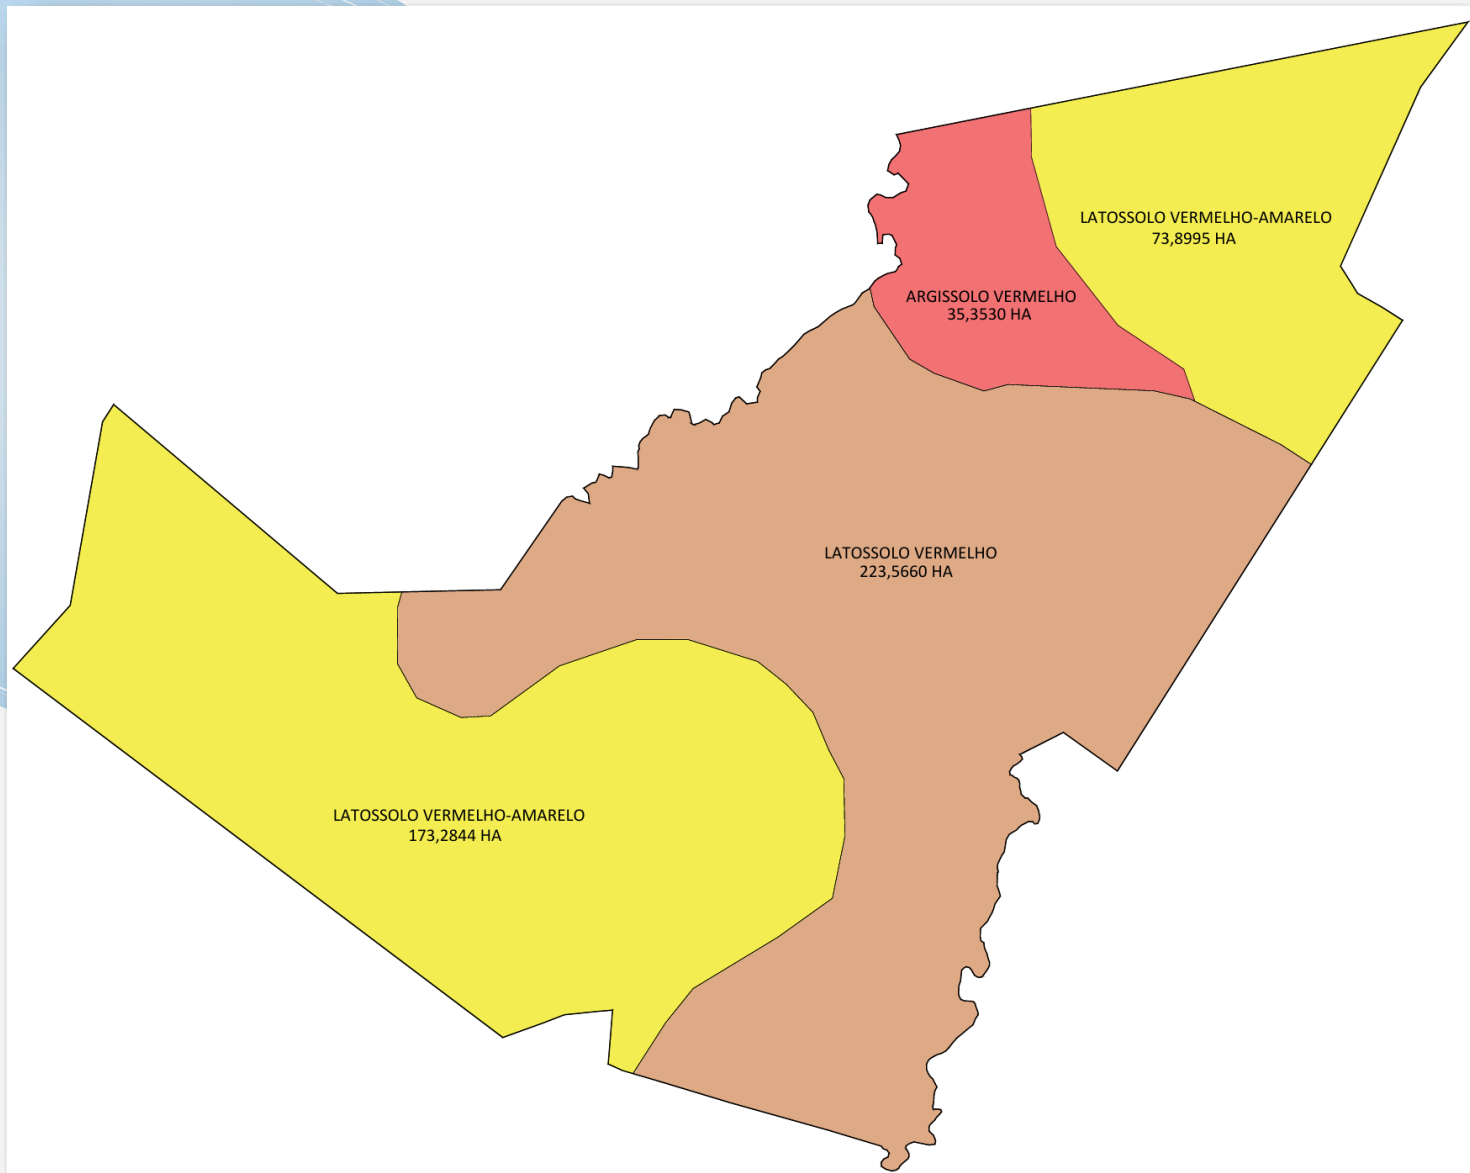 LATOSSOLO VERMELHO-AMARELO
73,8995 HA
ARGISSOLO VERMELHO
35,3530 HA
LATOSSOLO VERMELHO
223,5660 HA
LATOSSOLO VERMELHO-AMARELO
173,2844 HA